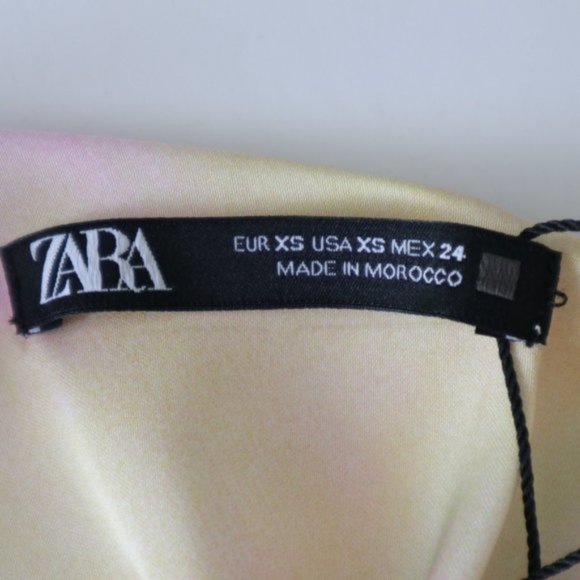 ZARA
EUR XS USA XS MEX 24
MADE IN MOROCCO